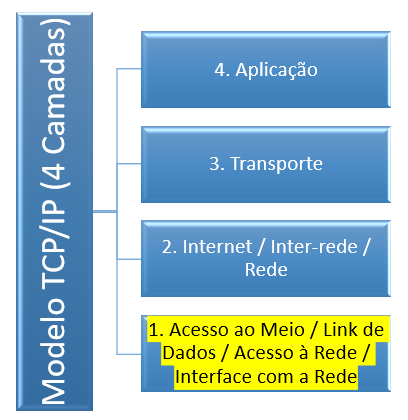 Modelo TCP/IP (4 Camadas)
4. Aplicação
3. Transporte
2. Internet / Inter-rede /
Rede
1. Acesso ao Meio / Link de
Dados / Acesso à Rede /
Interface com a Rede